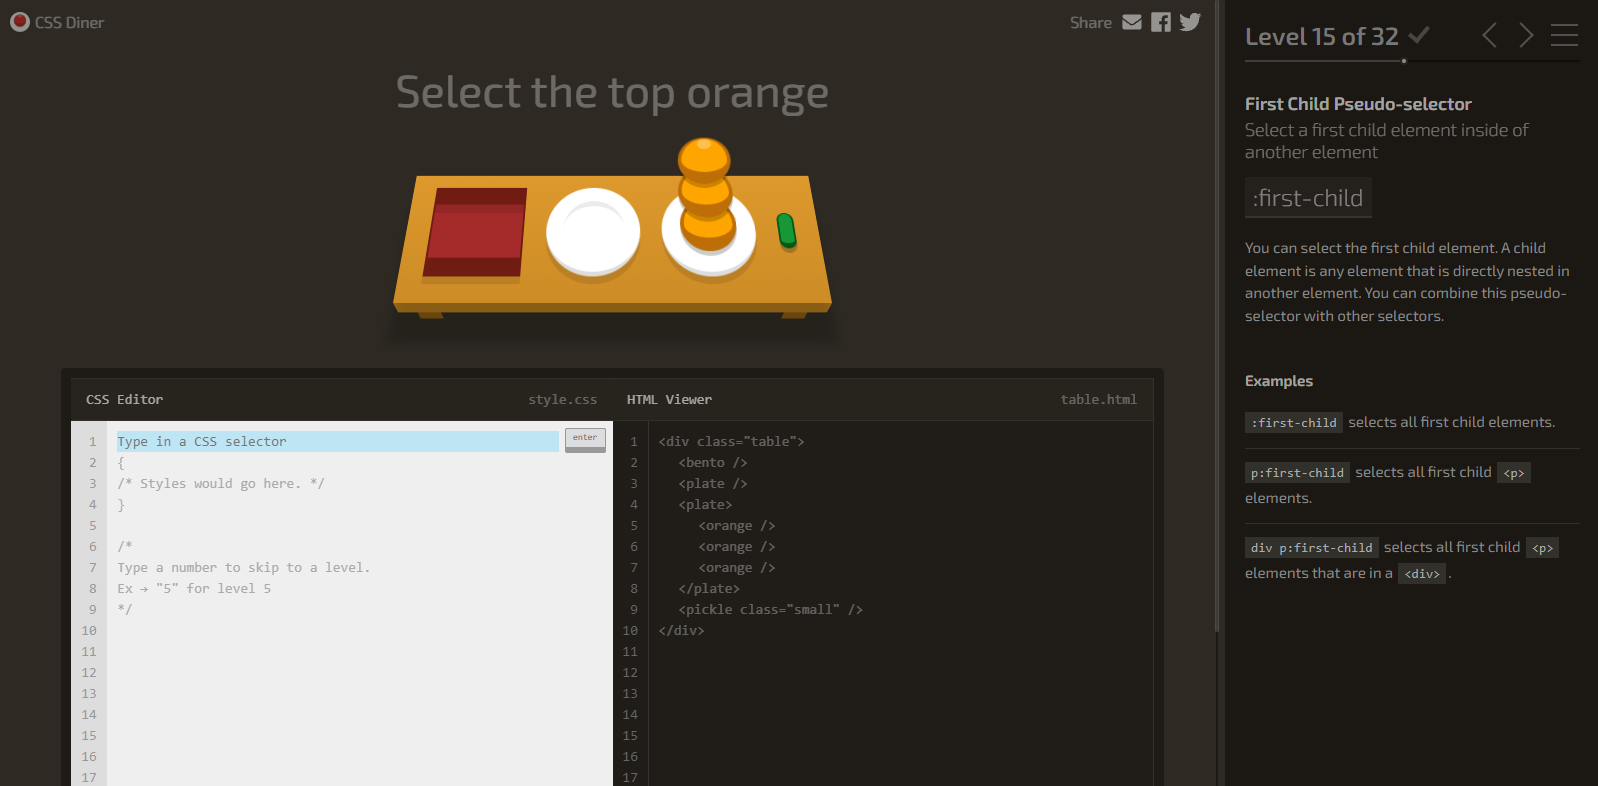 CSS Diner
Share
Select the top orange
CSS Editor
style.css
HTML Viewer
table.html
1
Type in a CSS selector
enter
2
{
3
/* Styles would go here. */
4
}
5
6
/*
7
Type a number to skip to a level.
8
Ex → "5" for level 5
9
*/
10
11
12
13
14
15
16
17
1
<div class="table">
2
<bento />
3
<plate />
4
<plate>
5
<orange />
6
<orange />
7
<orange />
8
</plate>
9
<pickle class="small" />
10
</div>
11
12
13
14
15
16
17
Level 15 of 32
First Child Pseudo-selector
Select a first child element inside of
another element
:first-child
You can select the first child element. A child
element is any element that is directly nested in
another element. You can combine this pseudo-
selector with other selectors.
Examples
:first-child selects all first child elements.
p:first-child selects all first child <p>
elements.
div p:first-child selects all first child <p>
elements that are in a <div> .